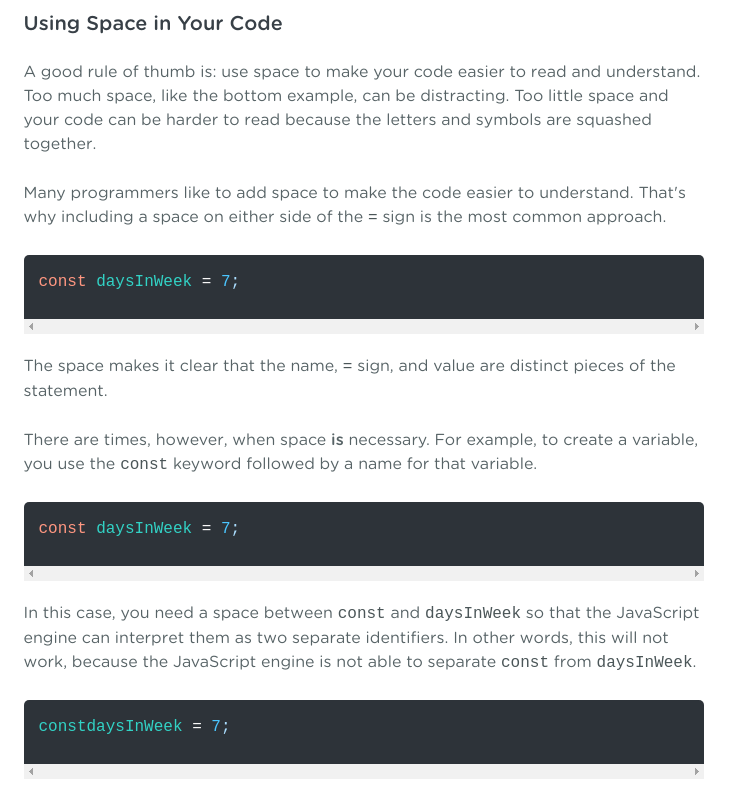 Using Space in Your Code
A good rule of thumb is: use space to make your code easier to read and understand.
Too much space, like the bottom example, can be distracting. Too little space and
your code can be harder to read because the letters and symbols are squashed
together.
Many programmers like to add space to make the code easier to understand. That's
why including a space on either side of the = sign is the most common approach.
const daysInWeek = 7;
The space makes it clear that the name, = sign, and value are distinct pieces of the
statement.
There are times, however, when space is necessary. For example, to create a variable,
you use the const keyword followed by a name for that variable.
const daysInWeek = 7;
In this case, you need a space between const and daysInWeek so that the JavaScript
engine can interpret them as two separate identifiers. In other words, this will not
work, because the JavaScript engine is not able to separate const from daysInWeek.
constdaysInWeek = 7;